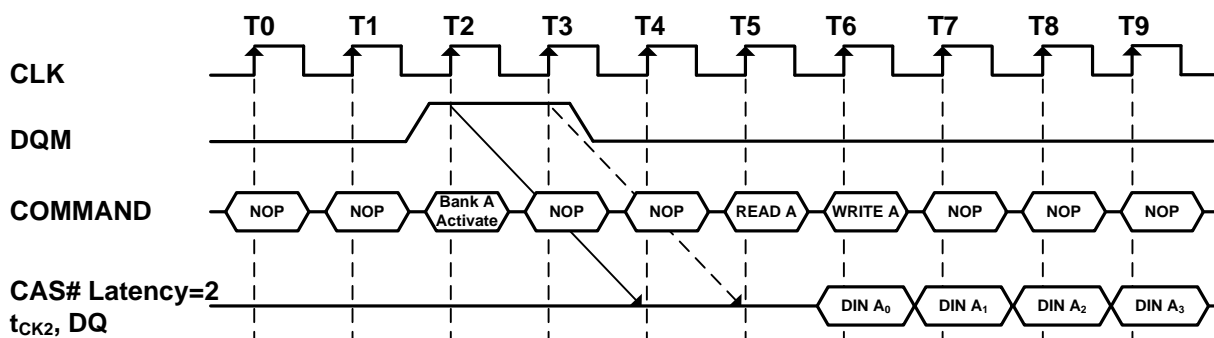 T0 T1 T2 T3 T4 T5 T6 T7 T8 T9
CLK
DQM
COMMAND NOP NOP Bank A Activate NOP NOP READ A WRITE A NOP NOP NOP
CAS# Latency=2
tCK2, DQ DIN A0 DIN A1 DIN A2 DIN A3